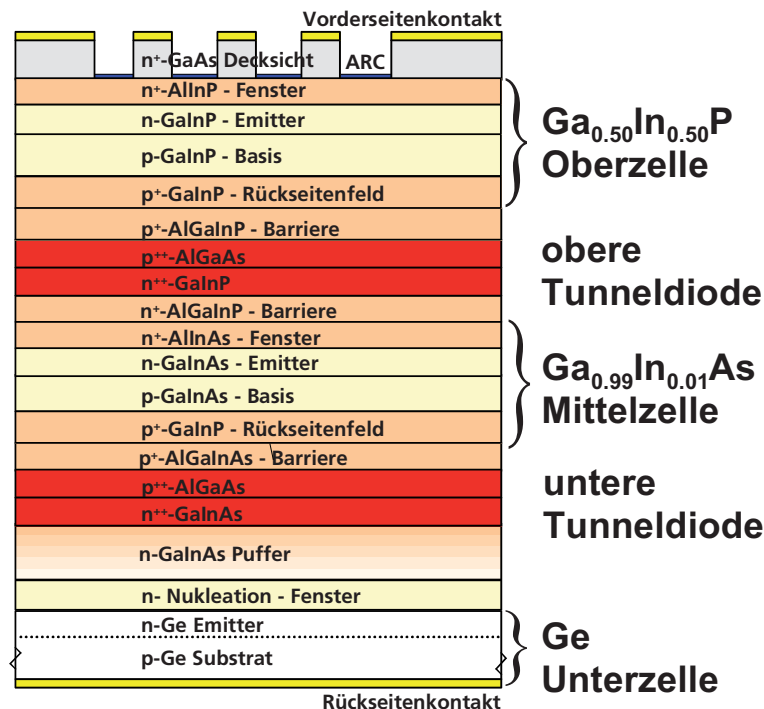 Vorderseitenkontakt
n⁺-GaAs Decksicht ARC
n⁺-AlInP - Fenster
n-GaInP - Emitter
p-GaInP - Basis
p⁺-GaInP - Rückseitenfeld
Ga₀.₅₀In₀.₅₀P
Oberzelle
p⁺-AlGaInP - Barriere
p⁺⁺-AlGaAs
n⁺⁺-GaInP
n⁺-AlGaInP - Barriere
obere
Tunneldiode
n⁺-AlInAs - Fenster
n-GaInAs - Emitter
p-GaInAs - Basis
p⁺-GaInP - Rückseitenfeld
Ga₀.₉₉In₀.₀₁As
Mittelzelle
p⁺-AlGaInAs - Barriere
p⁺⁺-AlGaAs
n⁺⁺-GaInAs
untere
Tunneldiode
n-GaInAs Puffer
n- Nukleation - Fenster
n-Ge Emitter
p-Ge Substrat
Ge
Unterzelle
Rückseitenkontakt